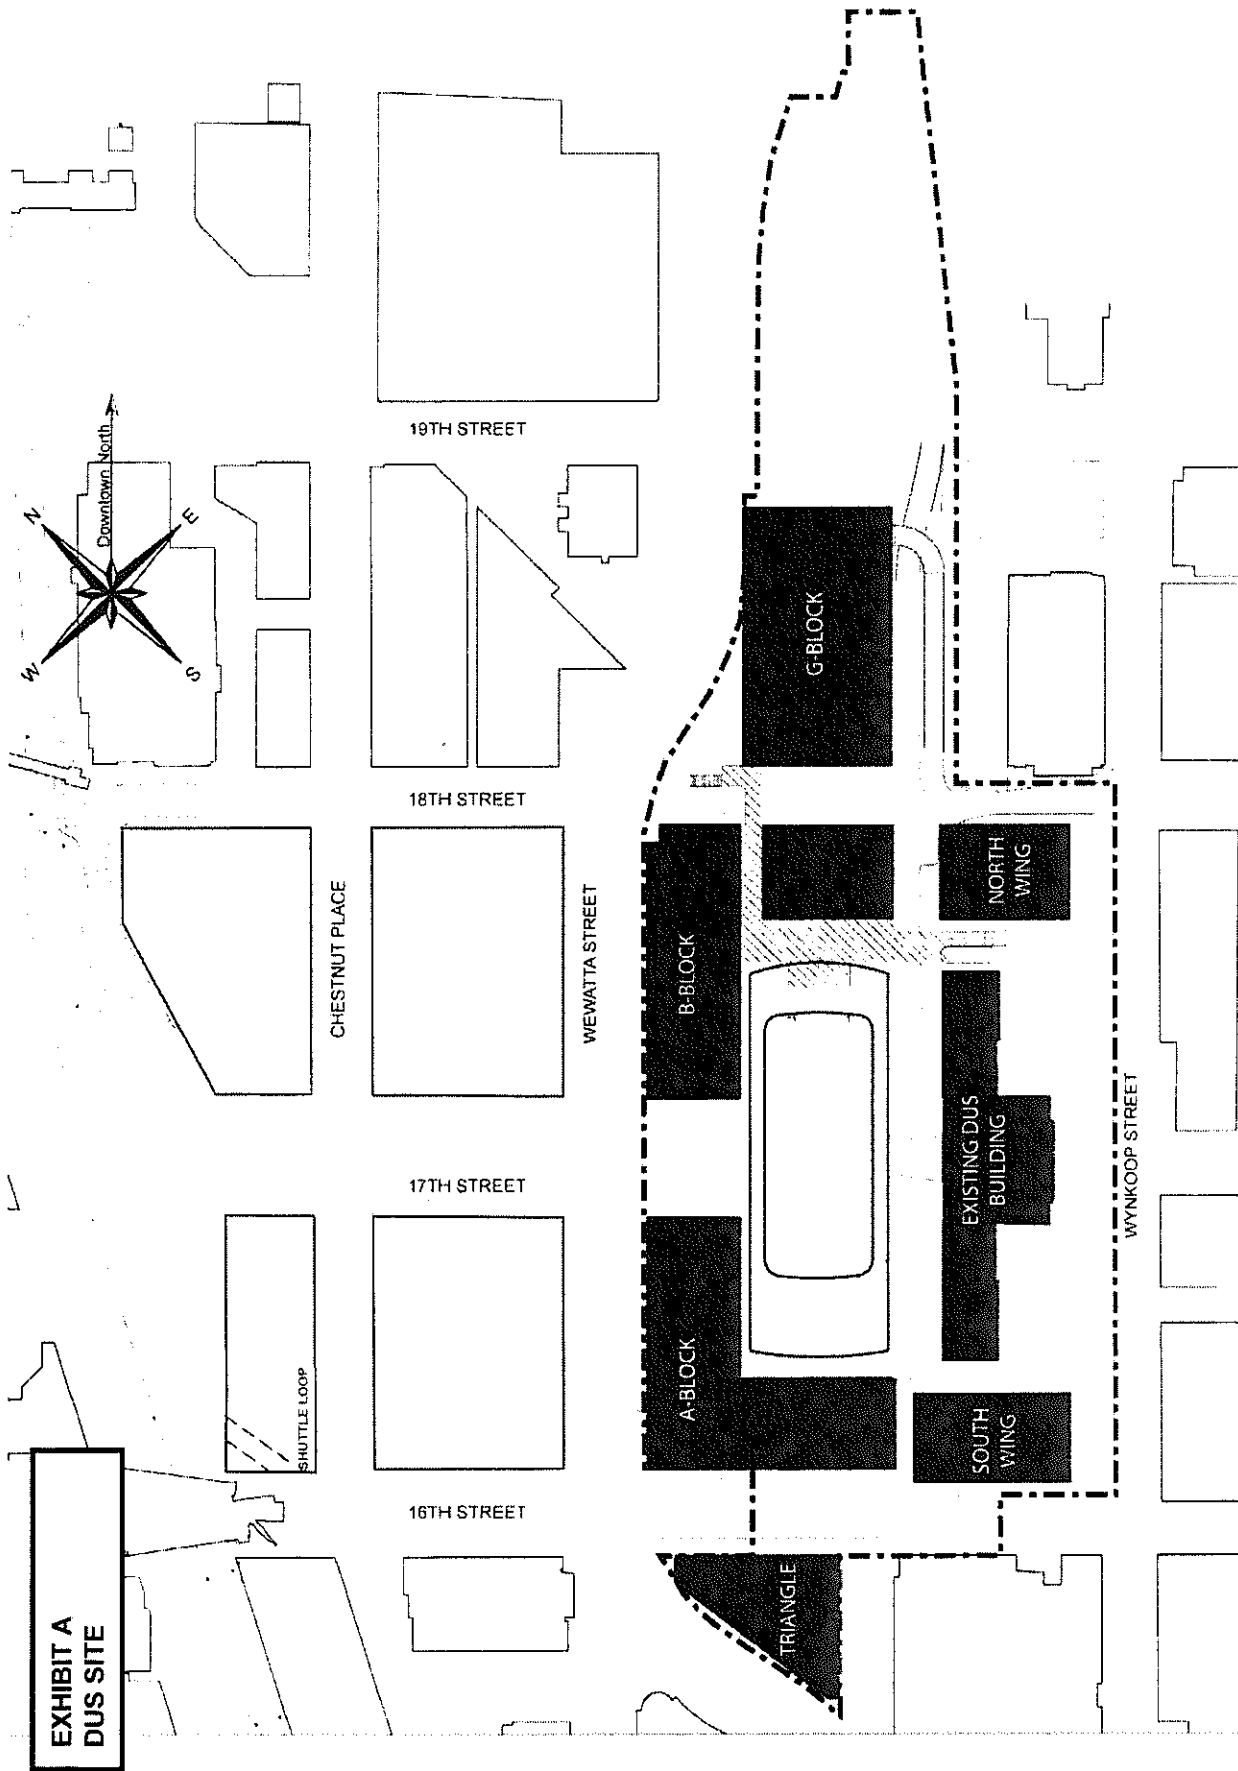 EXHIBIT A
DUS SITE
N
E
S
W
Downtown North
19TH STREET
18TH STREET
17TH STREET
16TH STREET
CHESTNUT PLACE
WEWATTA STREET
WYNKOOP STREET
SHUTTLE LOOP
G-BLOCK
B-BLOCK
A-BLOCK
NORTH
WING
EXISTING DUS
BUILDING
SOUTH
WING
TRIANGLE